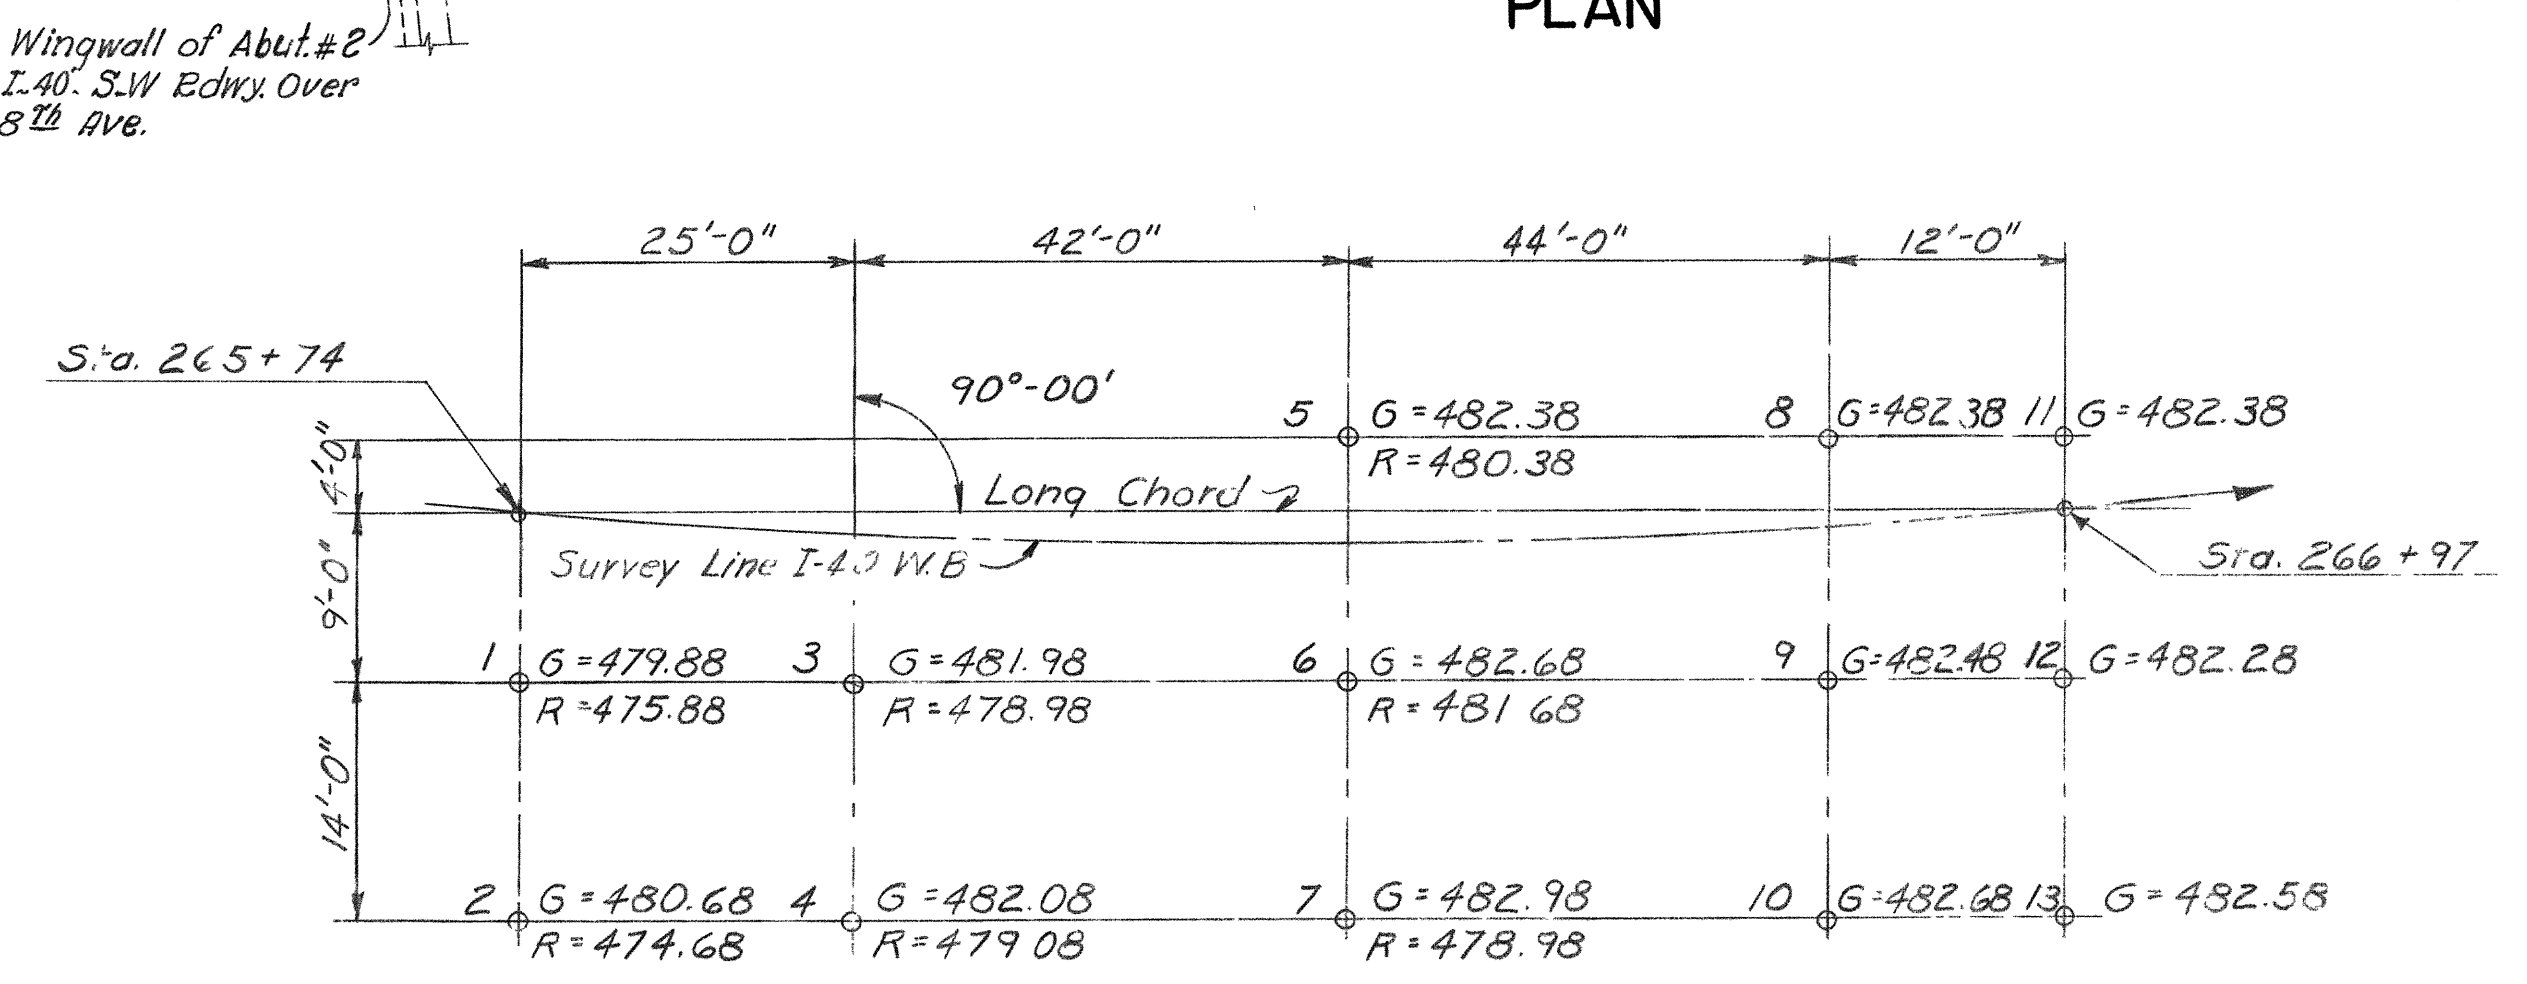 PLAN
Wingwall of Abut. #2
I-40. S-W Rdwy. Over
8th Ave.
25'-0" 42'-0" 44'-0" 12'-0"
Sta. 265+74
90°-00'
5 G=482.38 8 G=482.38 11 G=482.38
R=480.38
4'-0"
Long Chord
Survey Line I-40 W.B
Sta. 266+97
9'-0"
1 G=479.88 3 G=481.98 6 G=482.68 9 G=482.48 12 G=482.28
R=475.88 R=478.98 R=481 68
14'-0"
2 G=480.68 4 G=482.08 7 G=482.98 10 G=482.68 13 G=482.58
R=474.68 R=479 08 R=478.98